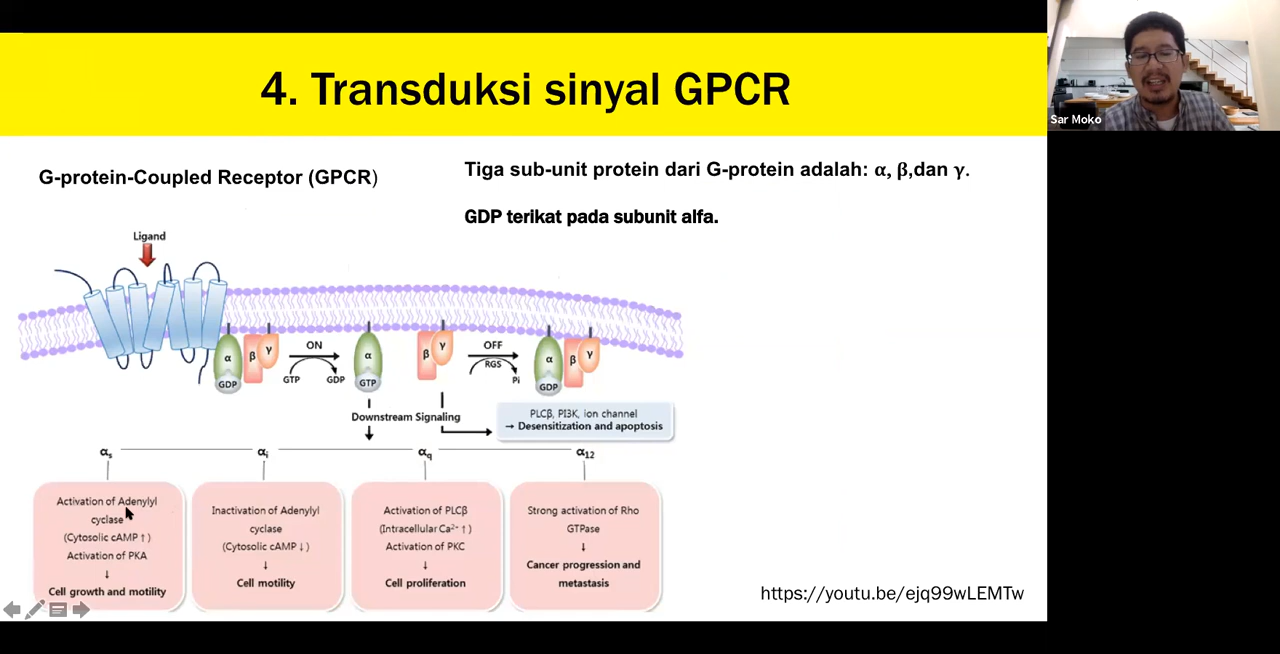 4. Transduksi sinyal GPCR
Sar Moko
G-protein-Coupled Receptor (GPCR)
Tiga sub-unit protein dari G-protein adalah: α, β,dan γ.
GDP terikat pada subunit alfa.
Ligand
α
GDP
β
γ
ON
GTP
GDP
α
GTP
β
γ
OFF
RGS
Pi
α
GDP
β
γ
Downstream Signaling
PLCβ, PI3K, ion channel
→ Desensitization and apoptosis
αs
αi
αq
α12
Activation of Adenylyl
cyclase
(Cytosolic cAMP ↑)
Activation of PKA
↓
Cell growth and motility
Inactivation of Adenylyl
cyclase
(Cytosolic cAMP ↓)
↓
Cell motility
Activation of PLCβ
(Intracellular Ca²⁺ ↑)
Activation of PKC
↓
Cell proliferation
Strong activation of Rho
GTPase
↓
Cancer progression and
metastasis
https://youtu.be/ejq99wLEMTw